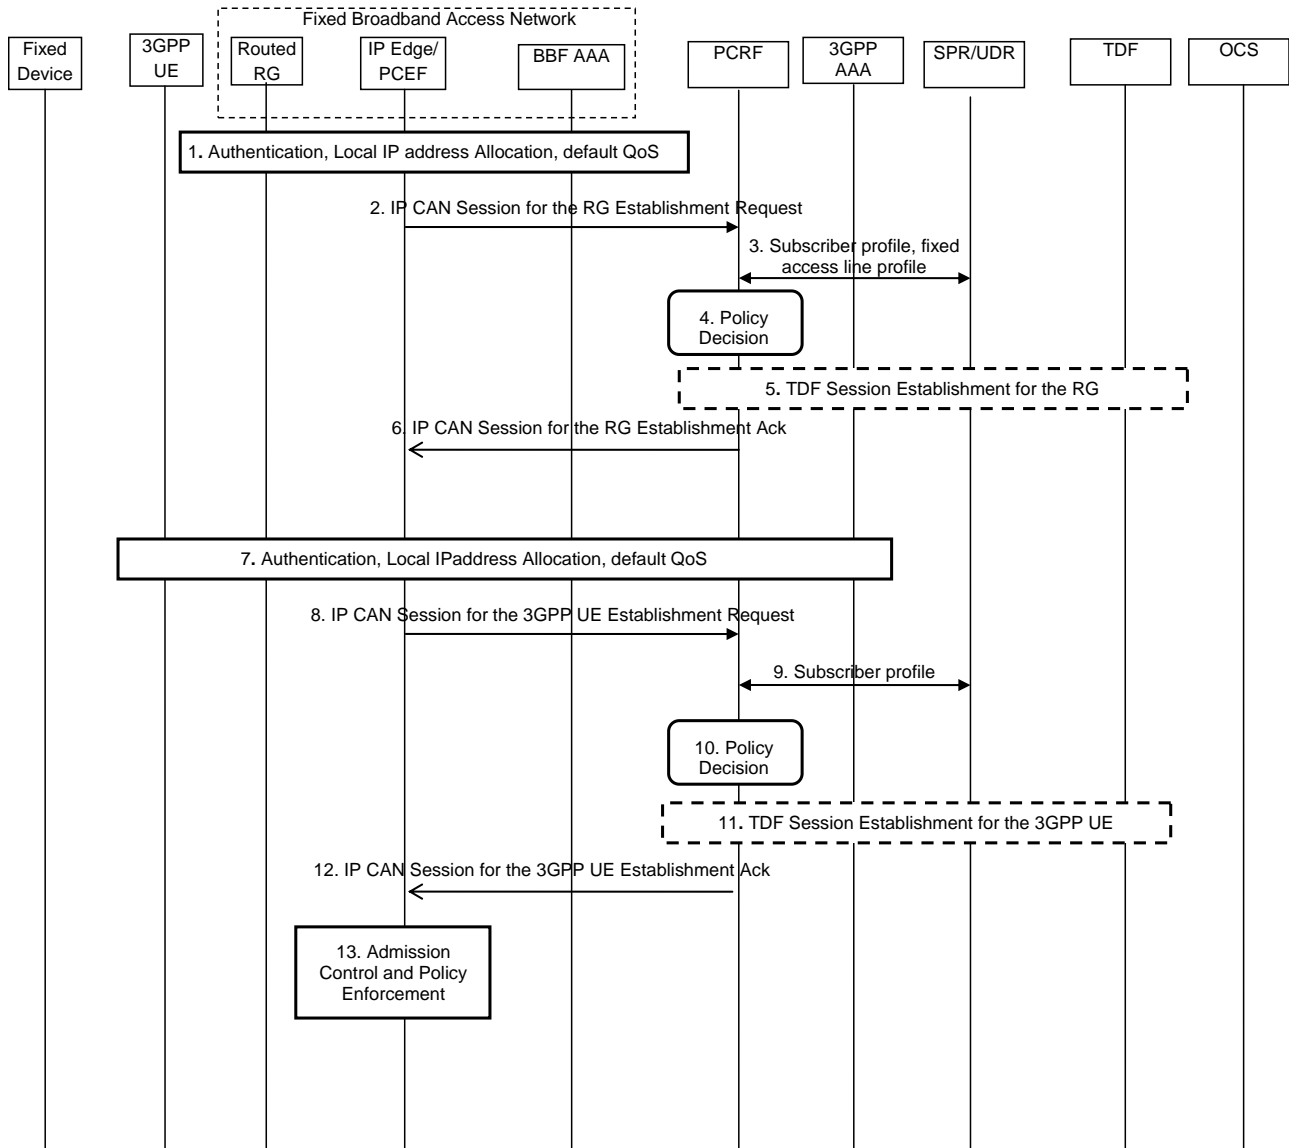 Fixed Broadband Access Network
Fixed
Device
3GPP
UE
Routed
RG
IP Edge/
PCEF
BBF AAA
PCRF
3GPP
AAA
SPR/UDR
TDF
OCS
1. Authentication, Local IP address Allocation, default QoS
2. IP CAN Session for the RG Establishment Request
3. Subscriber profile, fixed
access line profile
4. Policy
Decision
5. TDF Session Establishment for the RG
6. IP CAN Session for the RG Establishment Ack
7. Authentication, Local IPaddress Allocation, default QoS
8. IP CAN Session for the 3GPP UE Establishment Request
9. Subscriber profile
10. Policy
Decision
11. TDF Session Establishment for the 3GPP UE
12. IP CAN Session for the 3GPP UE Establishment Ack
13. Admission
Control and Policy
Enforcement